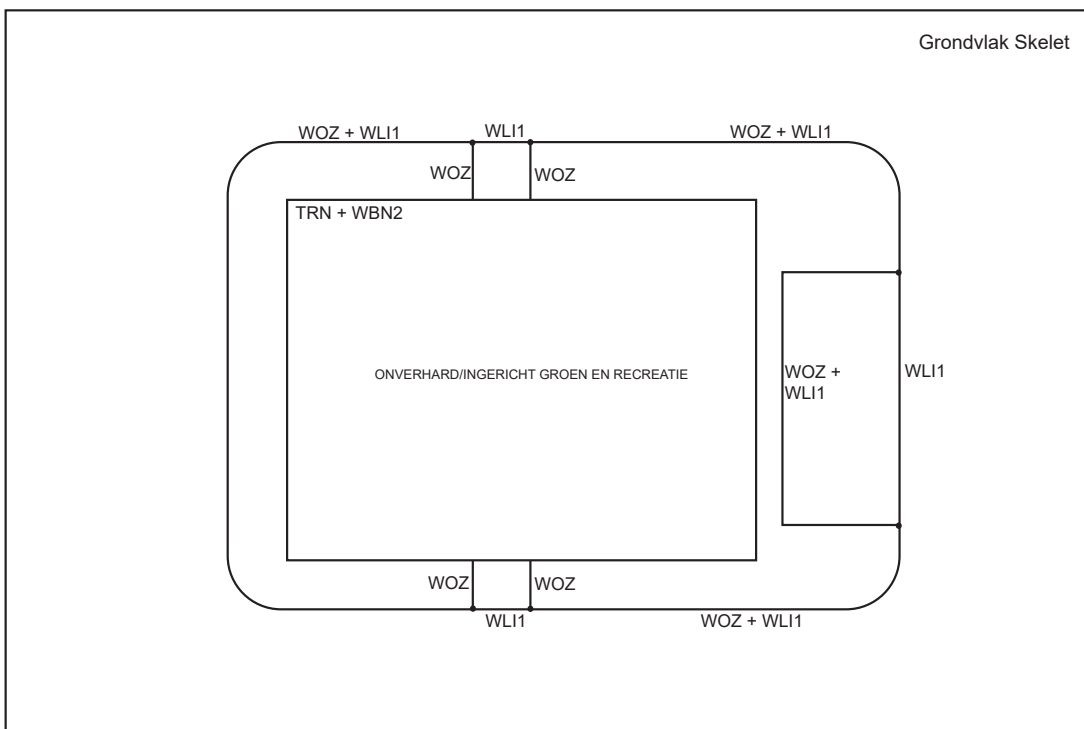 Grondvlak Skelet
WOZ + WLI1
WLI1
WOZ + WLI1
WOZ
WOZ
TRN + WBN2
ONVERHARD/INGERICHT GROEN EN RECREATIE
WOZ +
WLI1
WLI1
WOZ
WOZ
WLI1
WOZ + WLI1